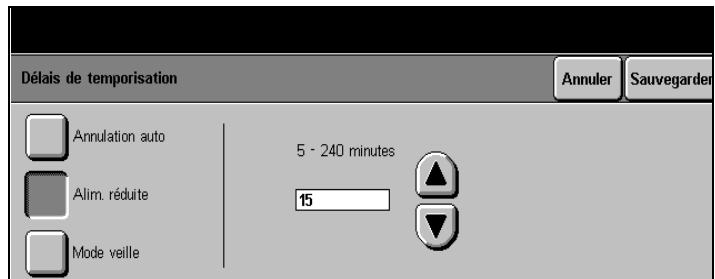 Délais de temporisation
Annuler
Sauvegarder
Annulation auto
5 - 240 minutes
Alim. réduite
15
Mode veille